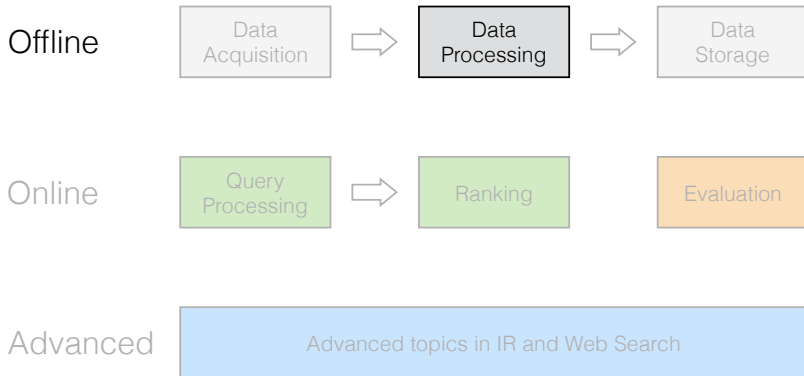 Offline
Data
Acquisition
Data
Processing
Data
Storage
Online
Query
Processing
Ranking
Evaluation
Advanced
Advanced topics in IR and Web Search